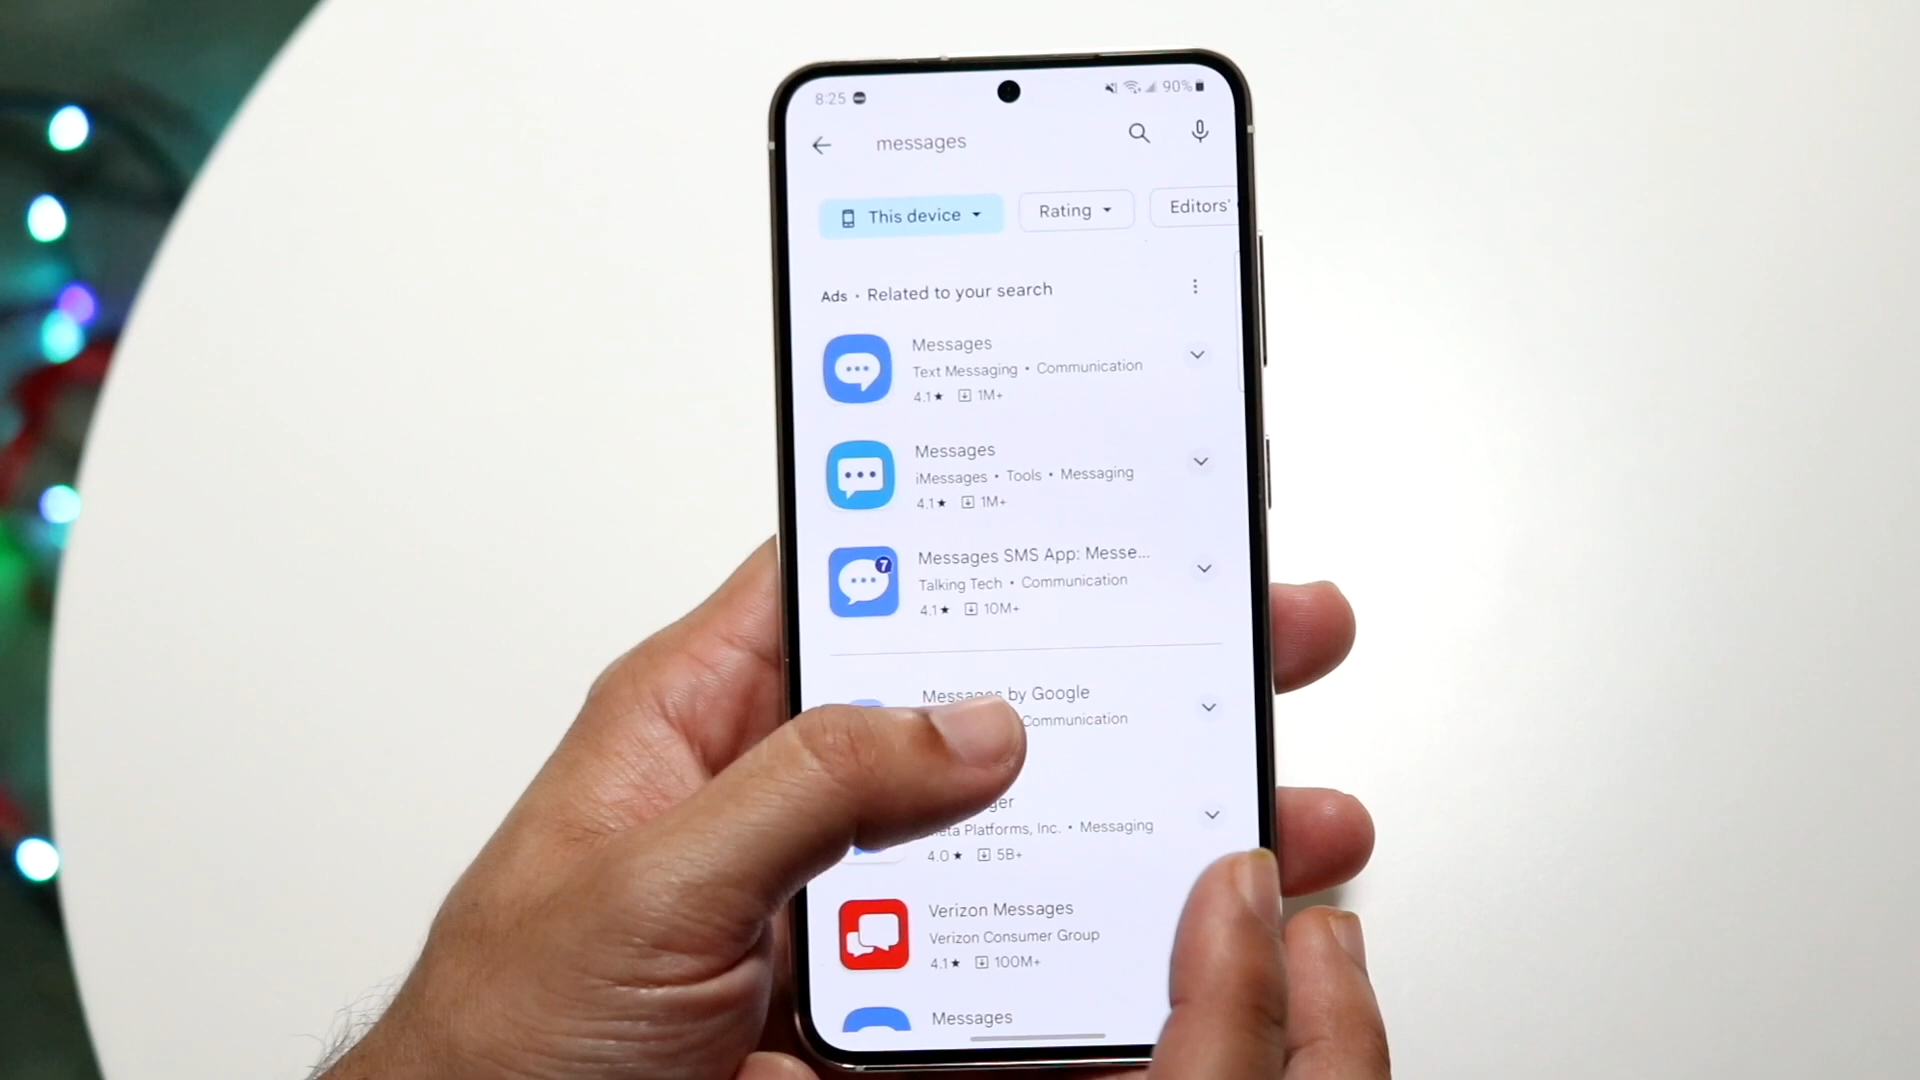 8:25 90%
messages
This device Rating Editors'
Ads • Related to your search
Messages
Text Messaging • Communication
4.1★ 1M+
Messages
iMessages • Tools • Messaging
4.1★ 1M+
7
Messages SMS App: Messe...
Talking Tech • Communication
4.1★ 10M+
Messages by Google
Communication
Platforms, Inc. • Messaging
4.0★ 5B+
Verizon Messages
Verizon Consumer Group
4.1★ 100M+
Messages